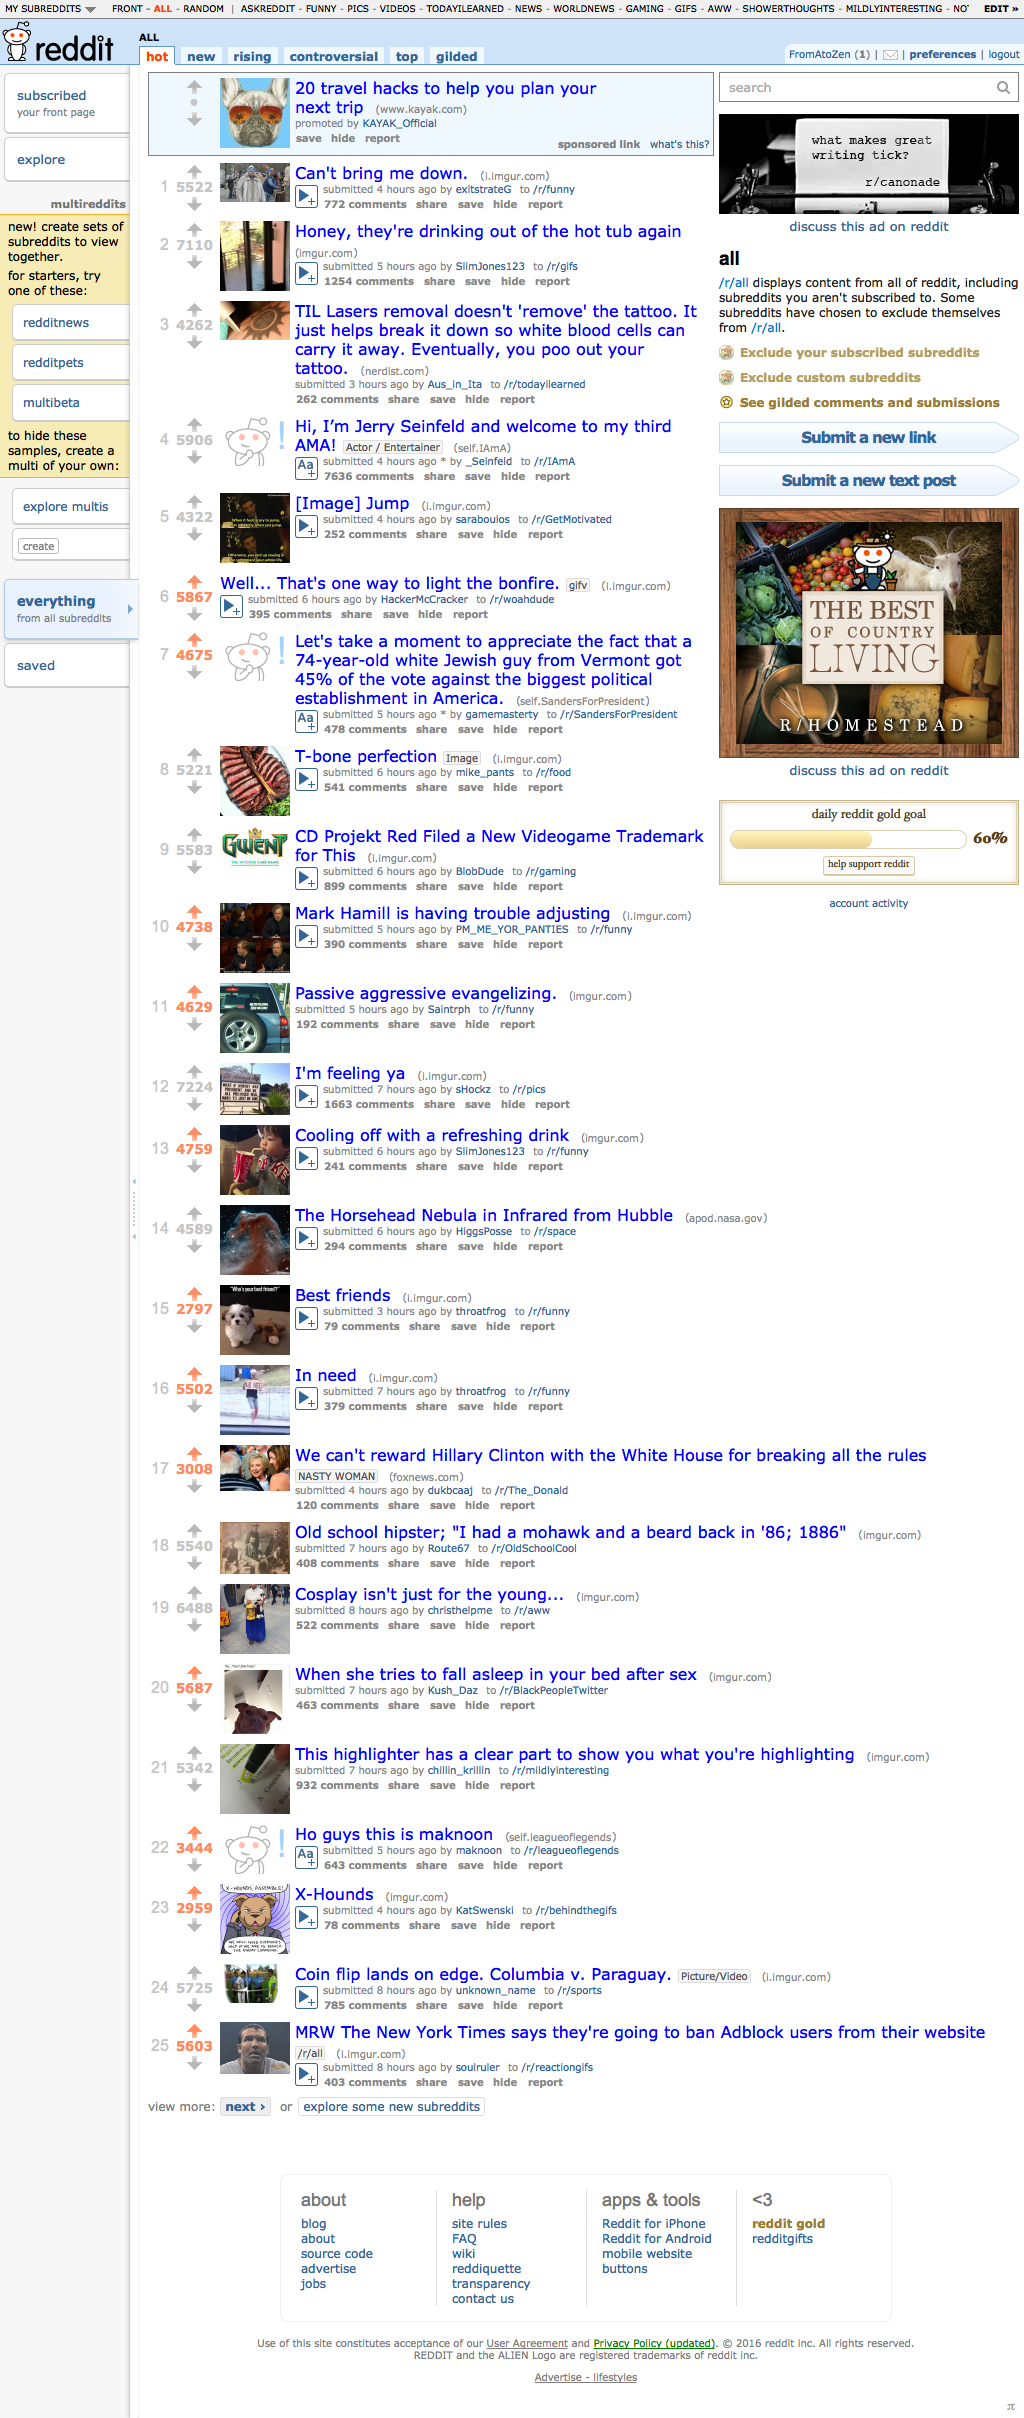 MY SUBREDDITS FRONT - ALL - RANDOM | ASKREDDIT - FUNNY - PICS - VIDEOS - TODAYILEARNED - NEWS - WORLDNEWS - GAMING - GIFS - AWW - SHOWERTHOUGHTS - MILDLYINTERESTING - NO EDIT »
reddit ALL
hot new rising controversial top gilded
FromAtoZen (1) | | preferences | logout
subscribed
your front page
explore
multireddits
new! create sets of
subreddits to view
together.
for starters, try
one of these:
redditnews
redditpets
multibeta
to hide these
samples, create a
multi of your own:
explore multis
create
everything
from all subreddits
saved
20 travel hacks to help you plan your
next trip (www.kayak.com)
promoted by KAYAK_Official
save hide report
sponsored link what's this?
1 5522 Can't bring me down. (i.imgur.com)
submitted 4 hours ago by exitstrateG to /r/funny
772 comments share save hide report
2 7110 Honey, they're drinking out of the hot tub again
(imgur.com)
submitted 5 hours ago by SlimJones123 to /r/gifs
1254 comments share save hide report
3 4262 TIL Lasers removal doesn't 'remove' the tattoo. It
just helps break it down so white blood cells can
carry it away. Eventually, you poo out your
tattoo. (nerdist.com)
submitted 3 hours ago by Aus_in_Ita to /r/todayilearned
262 comments share save hide report
4 5906 Hi, I’m Jerry Seinfeld and welcome to my third
AMA! Actor / Entertainer (self.IAmA)
Aa submitted 4 hours ago * by _Seinfeld to /r/IAmA
7636 comments share save hide report
5 4322 [Image] Jump (i.imgur.com)
submitted 4 hours ago by saraboulos to /r/GetMotivated
252 comments share save hide report
6 5867 Well... That's one way to light the bonfire. gifv (i.imgur.com)
submitted 6 hours ago by HackerMcCracker to /r/woahdude
395 comments share save hide report
7 4675 Let's take a moment to appreciate the fact that a
74-year-old white Jewish guy from Vermont got
45% of the vote against the biggest political
establishment in America. (self.SandersForPresident)
Aa submitted 5 hours ago * by gamemasterty to /r/SandersForPresident
478 comments share save hide report
8 5221 T-bone perfection Image (i.imgur.com)
submitted 6 hours ago by mike_pants to /r/food
541 comments share save hide report
9 5583 GWENT CD Projekt Red Filed a New Videogame Trademark
for This (i.imgur.com)
submitted 6 hours ago by BlobDude to /r/gaming
899 comments share save hide report
10 4738 Mark Hamill is having trouble adjusting (i.imgur.com)
submitted 5 hours ago by PM_ME_YOR_PANTIES to /r/funny
390 comments share save hide report
11 4629 Passive aggressive evangelizing. (imgur.com)
submitted 5 hours ago by Saintrph to /r/funny
192 comments share save hide report
12 7224 I'm feeling ya (i.imgur.com)
submitted 7 hours ago by sHockz to /r/pics
1663 comments share save hide report
13 4759 Cooling off with a refreshing drink (imgur.com)
submitted 6 hours ago by SlimJones123 to /r/funny
241 comments share save hide report
14 4589 The Horsehead Nebula in Infrared from Hubble (apod.nasa.gov)
submitted 6 hours ago by HiggsPosse to /r/space
294 comments share save hide report
15 2797 "Who's your best friend?" Best friends (i.imgur.com)
submitted 3 hours ago by throatfrog to /r/funny
79 comments share save hide report
16 5502 In need (i.imgur.com)
submitted 7 hours ago by throatfrog to /r/funny
379 comments share save hide report
17 3008 We can't reward Hillary Clinton with the White House for breaking all the rules
NASTY WOMAN (foxnews.com)
submitted 4 hours ago by dukbcaaj to /r/The_Donald
120 comments share save hide report
18 5540 Old school hipster; "I had a mohawk and a beard back in '86; 1886" (imgur.com)
submitted 7 hours ago by Route67 to /r/OldSchoolCool
408 comments share save hide report
19 6488 Cosplay isn't just for the young... (imgur.com)
submitted 8 hours ago by christhelpme to /r/aww
522 comments share save hide report
20 5687 When she tries to fall asleep in your bed after sex (imgur.com)
submitted 7 hours ago by Kush_Daz to /r/BlackPeopleTwitter
463 comments share save hide report
21 5342 This highlighter has a clear part to show you what you're highlighting (imgur.com)
submitted 7 hours ago by chillin_krillin to /r/mildlyinteresting
932 comments share save hide report
22 3444 Ho guys this is maknoon (self.leagueoflegends)
Aa submitted 5 hours ago by maknoon to /r/leagueoflegends
643 comments share save hide report
23 2959 X-HOUNDS, ASSEMBLE! X-Hounds (imgur.com)
submitted 4 hours ago by KatSwenski to /r/behindthegifs
78 comments share save hide report
24 5725 Coin flip lands on edge. Columbia v. Paraguay. Picture/Video (i.imgur.com)
submitted 8 hours ago by unknown_name to /r/sports
785 comments share save hide report
25 5603 MRW The New York Times says they're going to ban Adblock users from their website
/r/all (i.imgur.com)
submitted 8 hours ago by soulruler to /r/reactiongifs
403 comments share save hide report
view more: next › or explore some new subreddits
search
what makes great
writing tick?
r/canonade
discuss this ad on reddit
all
/r/all displays content from all of reddit, including
subreddits you aren't subscribed to. Some
subreddits have chosen to exclude themselves
from /r/all.
Exclude your subscribed subreddits
Exclude custom subreddits
See gilded comments and submissions
Submit a new link
Submit a new text post
THE BEST
OF COUNTRY
LIVING
R/HOMESTEAD
discuss this ad on reddit
daily reddit gold goal
60%
help support reddit
account activity
about
blog
about
source code
advertise
jobs
help
site rules
FAQ
wiki
reddiquette
transparency
contact us
apps & tools
Reddit for iPhone
Reddit for Android
mobile website
buttons
<3
reddit gold
redditgifts
Use of this site constitutes acceptance of our User Agreement and Privacy Policy (updated). © 2016 reddit inc. All rights reserved.
REDDIT and the ALIEN Logo are registered trademarks of reddit inc.
Advertise - lifestyles
π